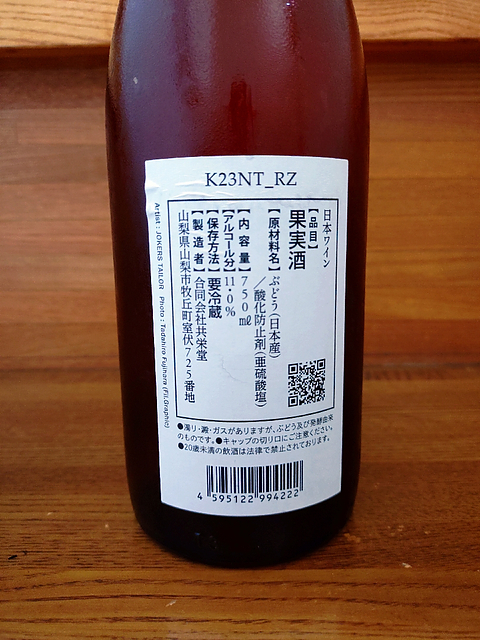 K23NT_RZ
日本ワイン
【品目】
果実酒
【原材料名】ぶどう(日本産)
／酸化防止剤(亜硫酸塩)
【内容量】750㎖
【アルコール分】11.0%
【保存方法】要冷蔵
【製造者】合同会社共栄堂
山梨県山梨市牧丘町室伏725番地
Artist : JOKERS TAILOR Photo : Tadahiro Fujihara (FILGraphic)
●濁り・澱・ガスがありますが、ぶどう及び発酵由来
のものです。●キャップの切り口にご注意ください。
●20歳未満の飲酒は法律で禁止されております。
4 595122 994222